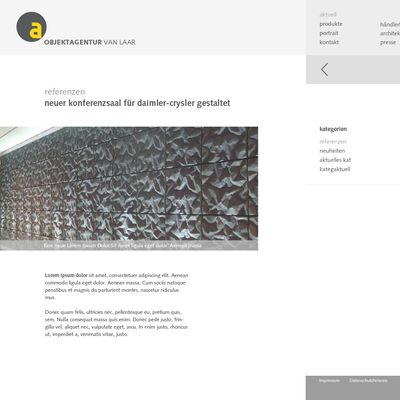 a
OBJEKTAGENTUR VAN LAAR
aktuell
produkte
portrait
kontakt
presse
referenzen
neuer konferenzsaal für daimler-crysler gestaltet
kategorien
referenzen
neuheiten
aktuelles kat
kategaktuell
Eine neue Lorem Ipsum Dolor Sit Amet ligula eget dolor. Aenean massa
Lorem ipsum dolor sit amet, consectetuer adipiscing elit. Aenean
commodo ligula eget dolor. Aenean massa. Cum sociis natoque
penatibus et magnis dis parturient montes, nascetur ridiculus
mus.
Donec quam felis, ultricies nec, pellentesque eu, pretium quis,
sem. Nulla consequat massa quis enim. Donec pede justo, frin-
gilla vel, aliquet nec, vulputate eget, arcu. In enim justo, rhoncus
ut, imperdiet a, venenatis vitae, justo.
Impressum Datenschutzhinweis